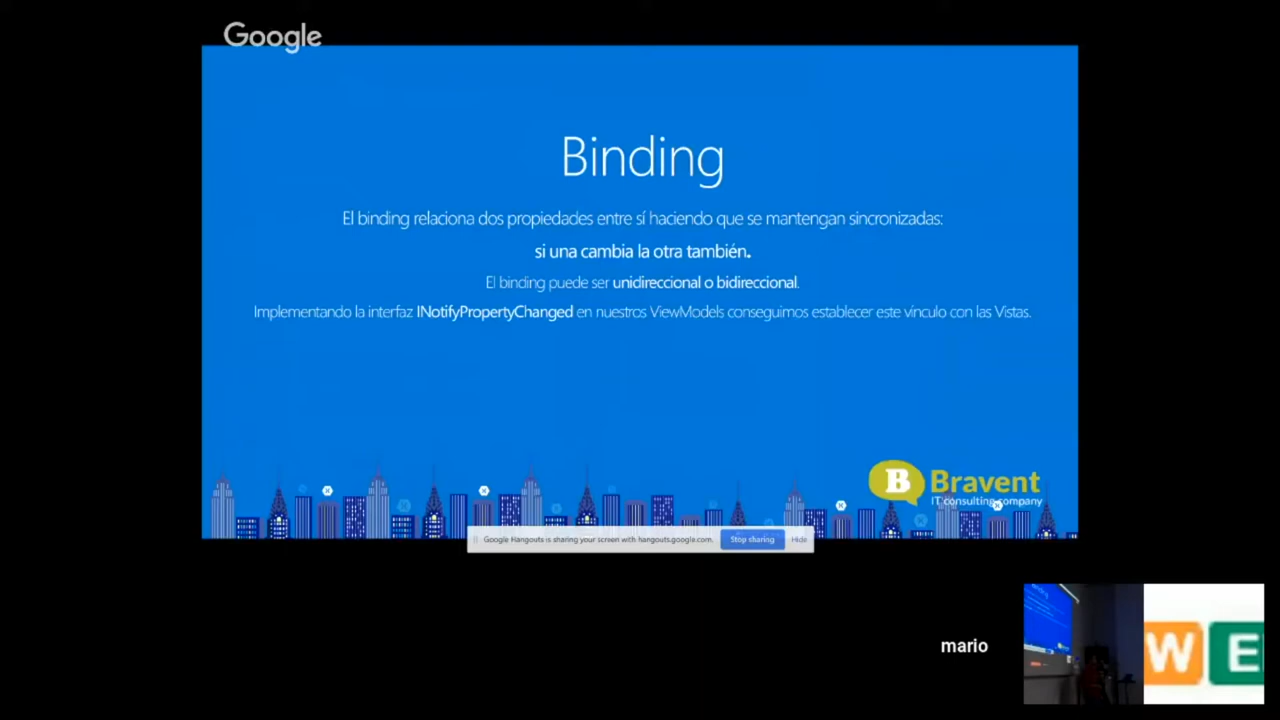 Google
Binding
El binding relaciona dos propiedades entre sí haciendo que se mantengan sincronizadas:
si una cambia la otra también.
El binding puede ser unidireccional o bidireccional.
Implementando la interfaz INotifyPropertyChanged en nuestros ViewModels conseguimos establecer este vínculo con las Vistas.
B Bravent
IT consulting company
Google Hangouts is sharing your screen with hangouts.google.com. Stop sharing Hide
mario
W E